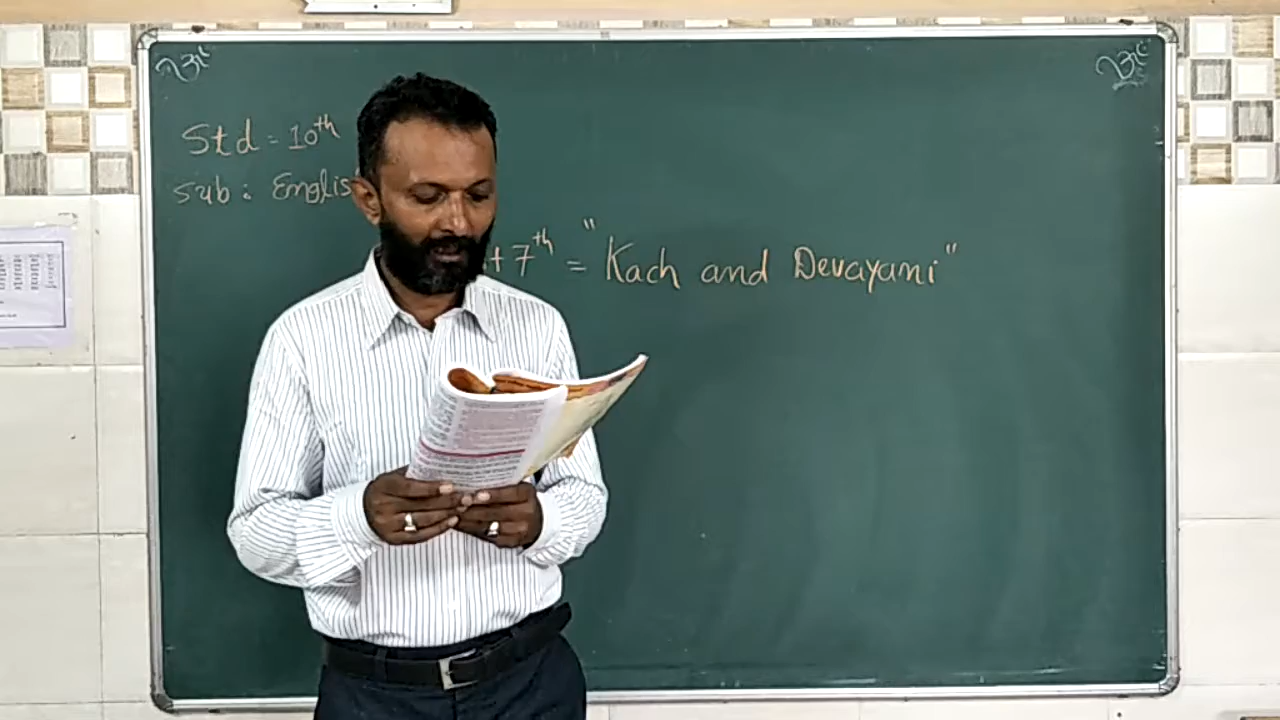 Std = 10th
Sub : Englis
t 7th = "Kach and Devayani"